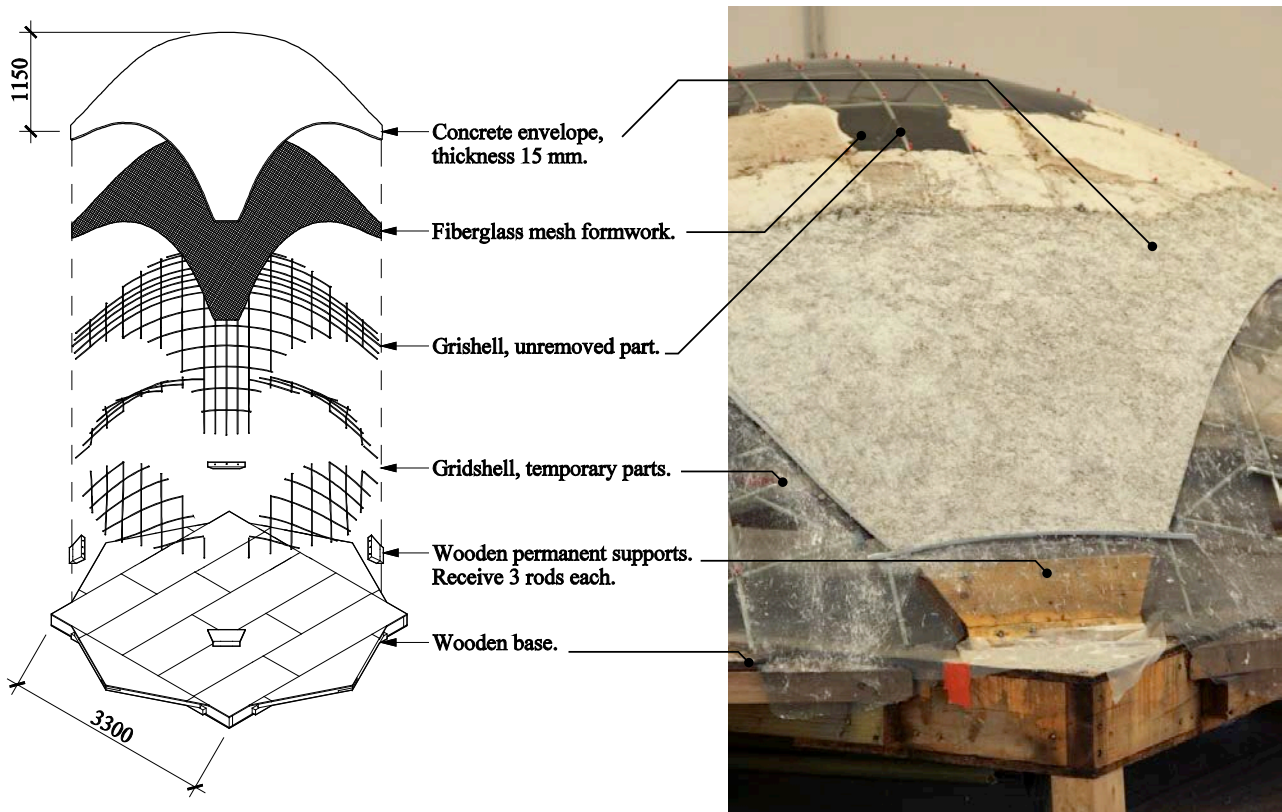 1150
Concrete envelope,
thickness 15 mm.
Fiberglass mesh formwork.
Grishell, unremoved part.
Gridshell, temporary parts.
Wooden permanent supports.
Receive 3 rods each.
Wooden base.
3300